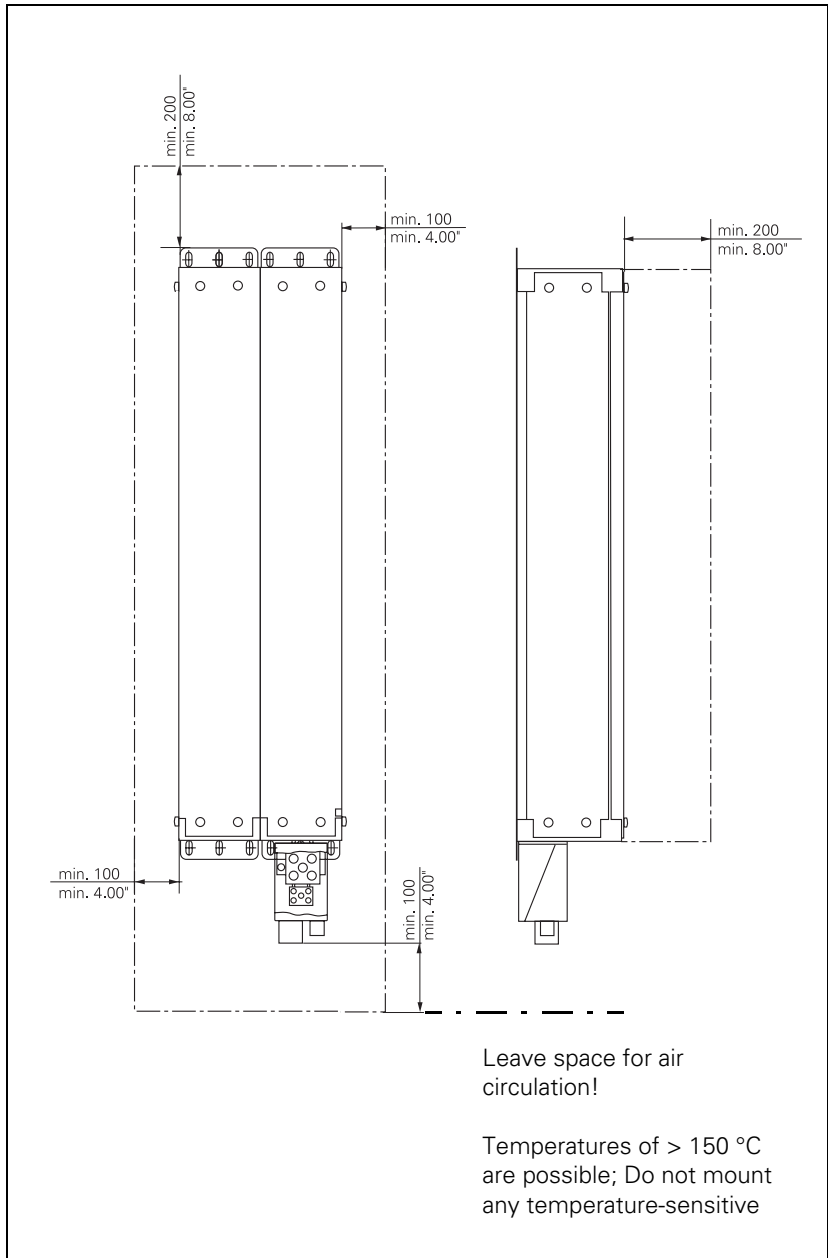 min. 200
min. 8.00"
min. 100
min. 4.00"
min. 200
min. 8.00"
min. 100
min. 4.00"
min. 100
min. 4.00"
Leave space for air
circulation!
Temperatures of > 150 °C
are possible; Do not mount
any temperature-sensitive